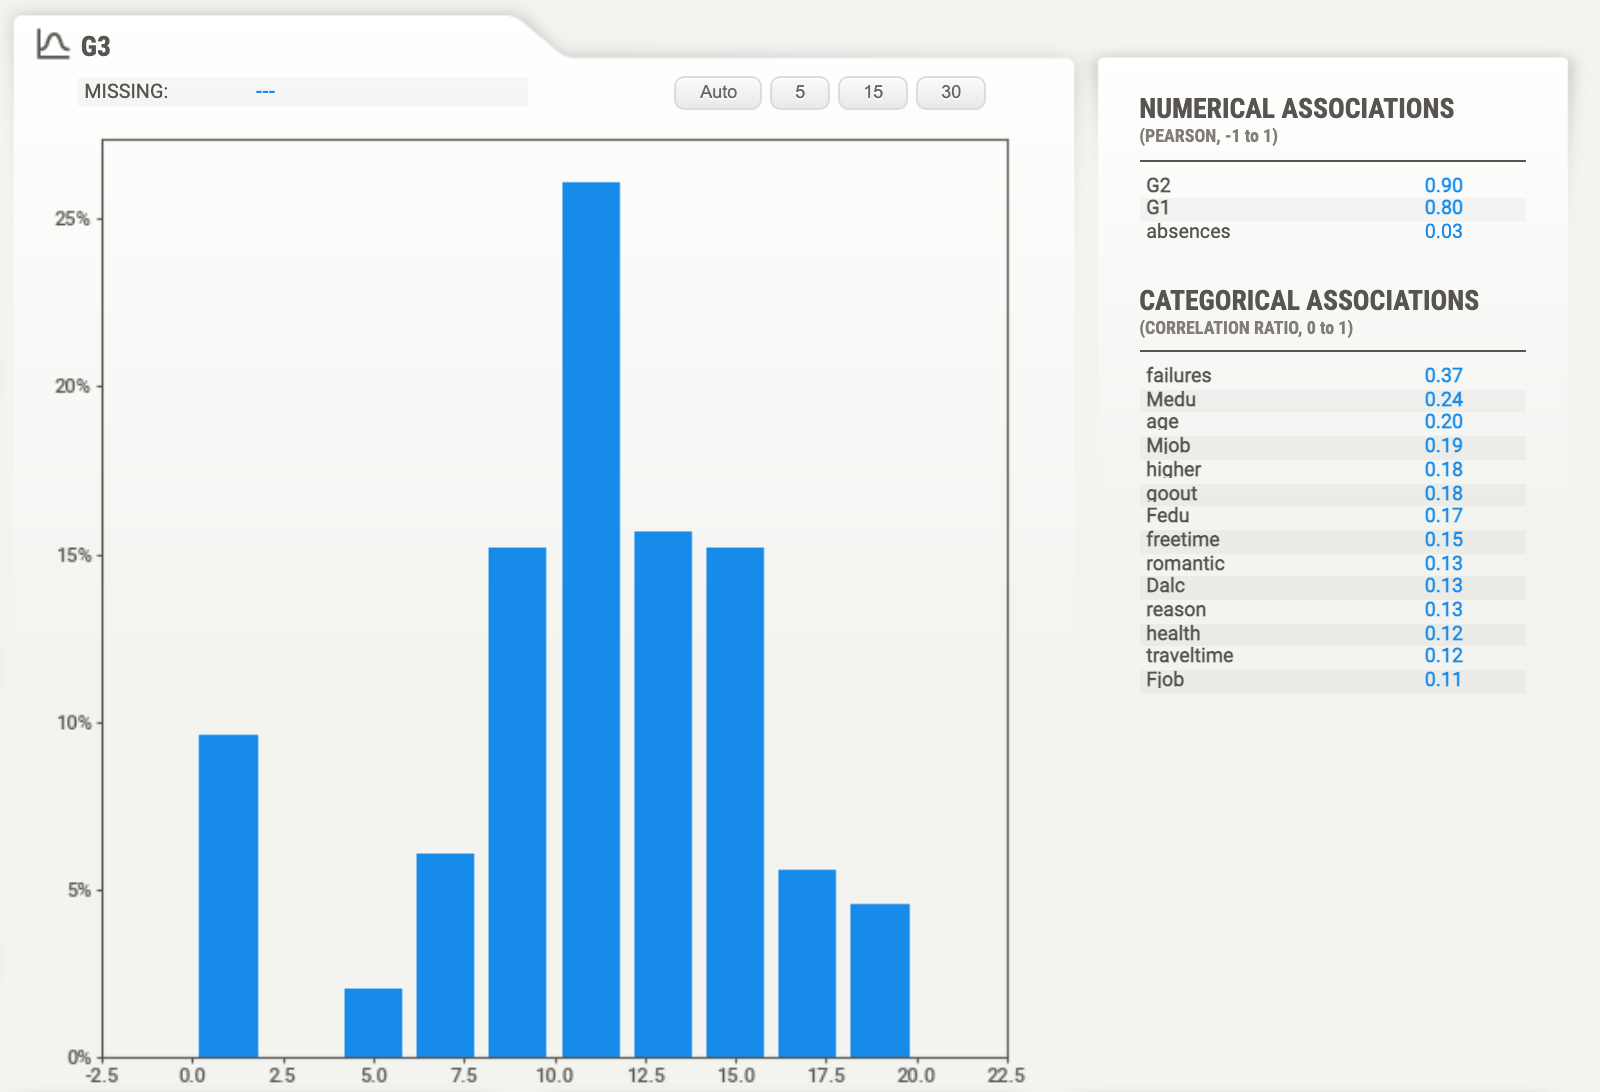 G3
MISSING: ---
Auto 5 15 30
25%
20%
15%
10%
5%
0%
-2.5 0.0 2.5 5.0 7.5 10.0 12.5 15.0 17.5 20.0 22.5
NUMERICAL ASSOCIATIONS
(PEARSON, -1 to 1)
G2 0.90
G1 0.80
absences 0.03
CATEGORICAL ASSOCIATIONS
(CORRELATION RATIO, 0 to 1)
failures 0.37
Medu 0.24
age 0.20
Mjob 0.19
higher 0.18
goout 0.18
Fedu 0.17
freetime 0.15
romantic 0.13
Dalc 0.13
reason 0.13
health 0.12
traveltime 0.12
Fjob 0.11